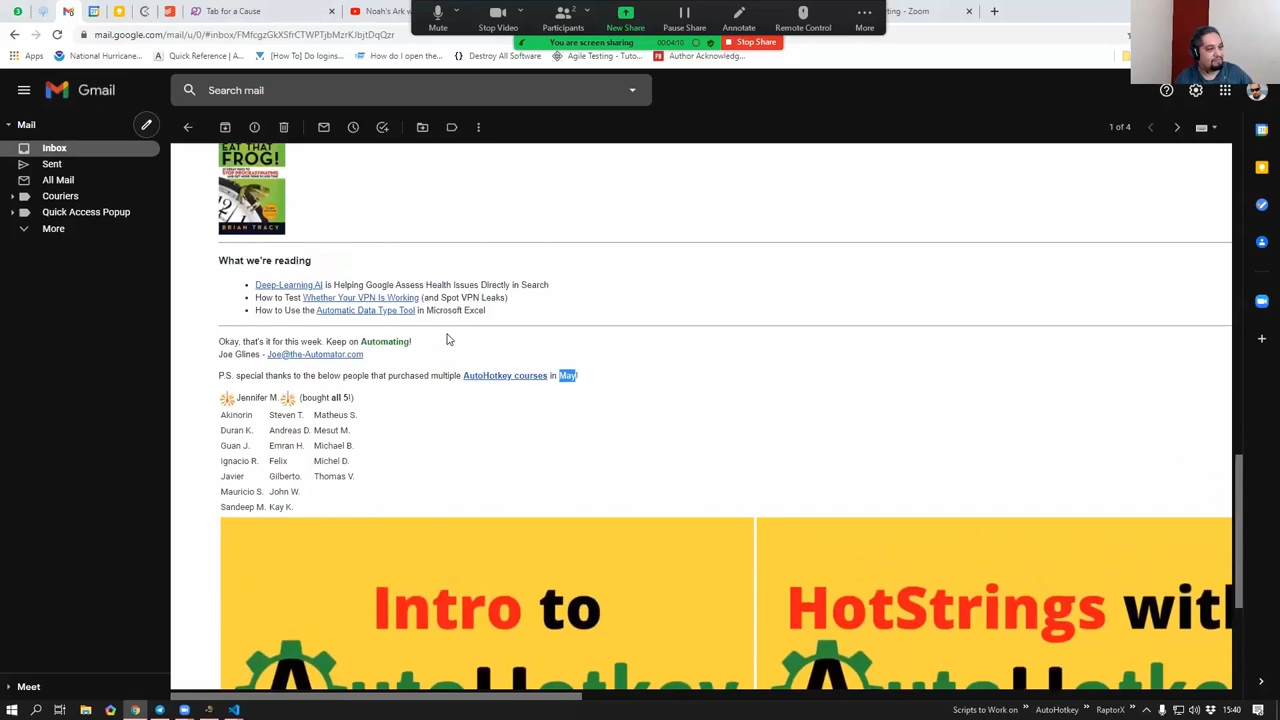 Tab for a Cause
Noah's Ark w
ting - Zoom
Mute
Stop Video
Participants
2
New Share
Pause Share
Annotate
Remote Control
More
You are screen sharing
00:04:10
Stop Share
National Hurricane...
Quick Reference | A...
[How To] Do logins...
How do I open the...
Destroy All Software
Agile Testing - Tuto...
Author Acknowledg...
Gmail
Search mail
Mail
1 of 4
Inbox
Sent
All Mail
Couriers
Quick Access Popup
More
EAT THAT
FROG!
STOP PROCRASTINATING
BRIAN TRACY
What we're reading
Deep-Learning AI is Helping Google Assess Health Issues Directly in Search
How to Test Whether Your VPN Is Working (and Spot VPN Leaks)
How to Use the Automatic Data Type Tool in Microsoft Excel
Okay, that's it for this week. Keep on Automating!
Joe Glines - Joe@the-Automator.com
P.S. special thanks to the below people that purchased multiple AutoHotkey courses in May!
Jennifer M. (bought all 5!)
Akinorin Steven T. Matheus S.
Duran K. Andreas D. Mesut M.
Guan J. Emran H. Michael B.
Ignacio R. Felix Michel D.
Javier Gilberto. Thomas V.
Mauricio S. John W.
Sandeep M. Kay K.
Intro to
AutoHotkey
HotStrings with
AutoHotke
Meet
Scripts to Work on
AutoHotkey
RaptorX
15:40